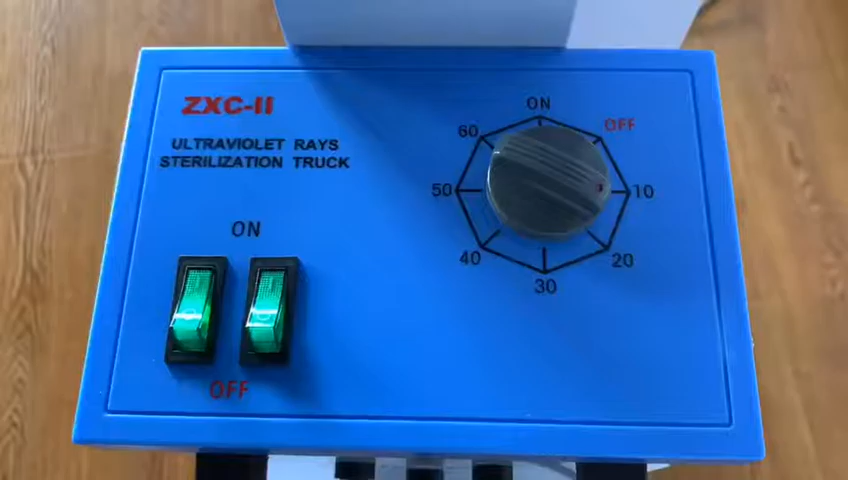 ZXC-II
ULTRAVIOLET RAYS
STERILIZATION TRUCK
ON
OFF
ON
OFF
10
20
30
40
50
60